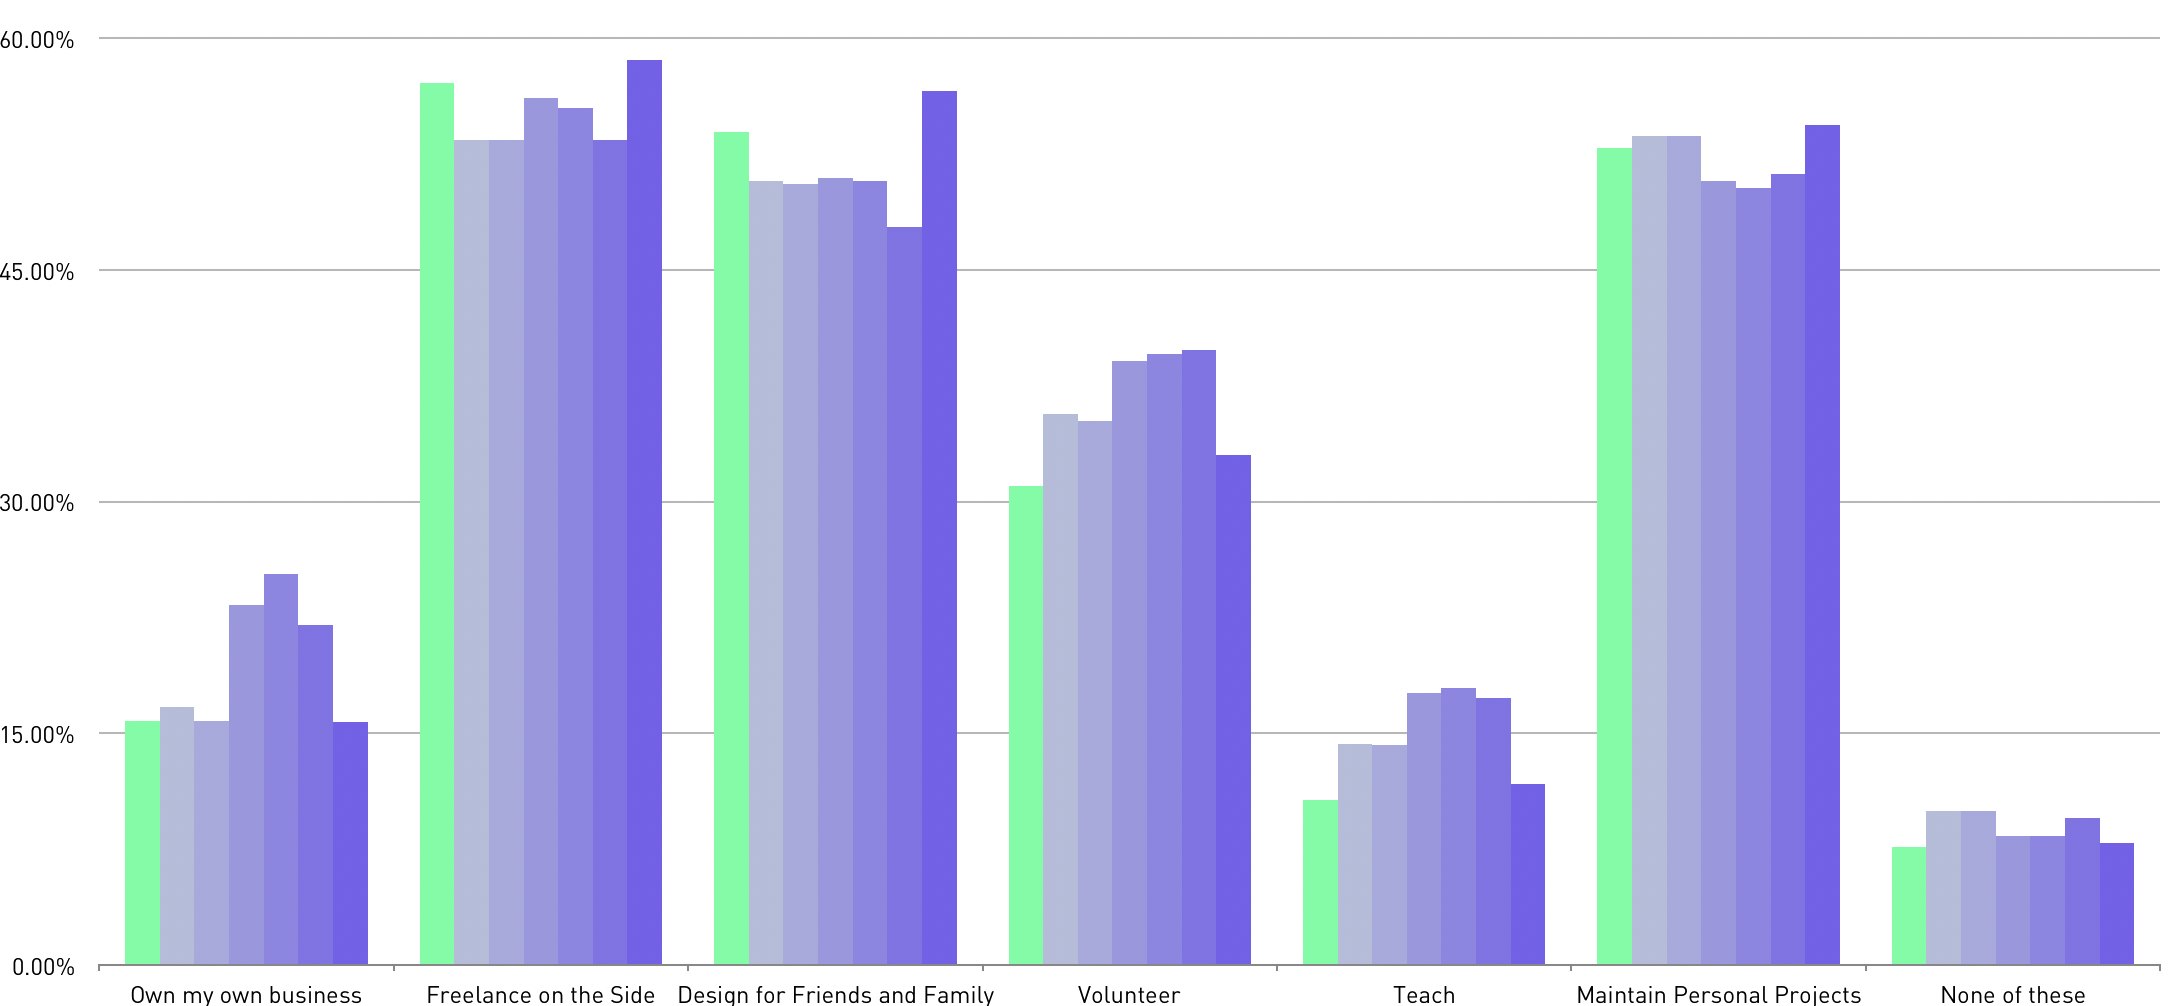 60.00%
45.00%
30.00%
15.00%
0.00%
Own my own business
Freelance on the Side
Design for Friends and Family
Volunteer
Teach
Maintain Personal Projects
None of these